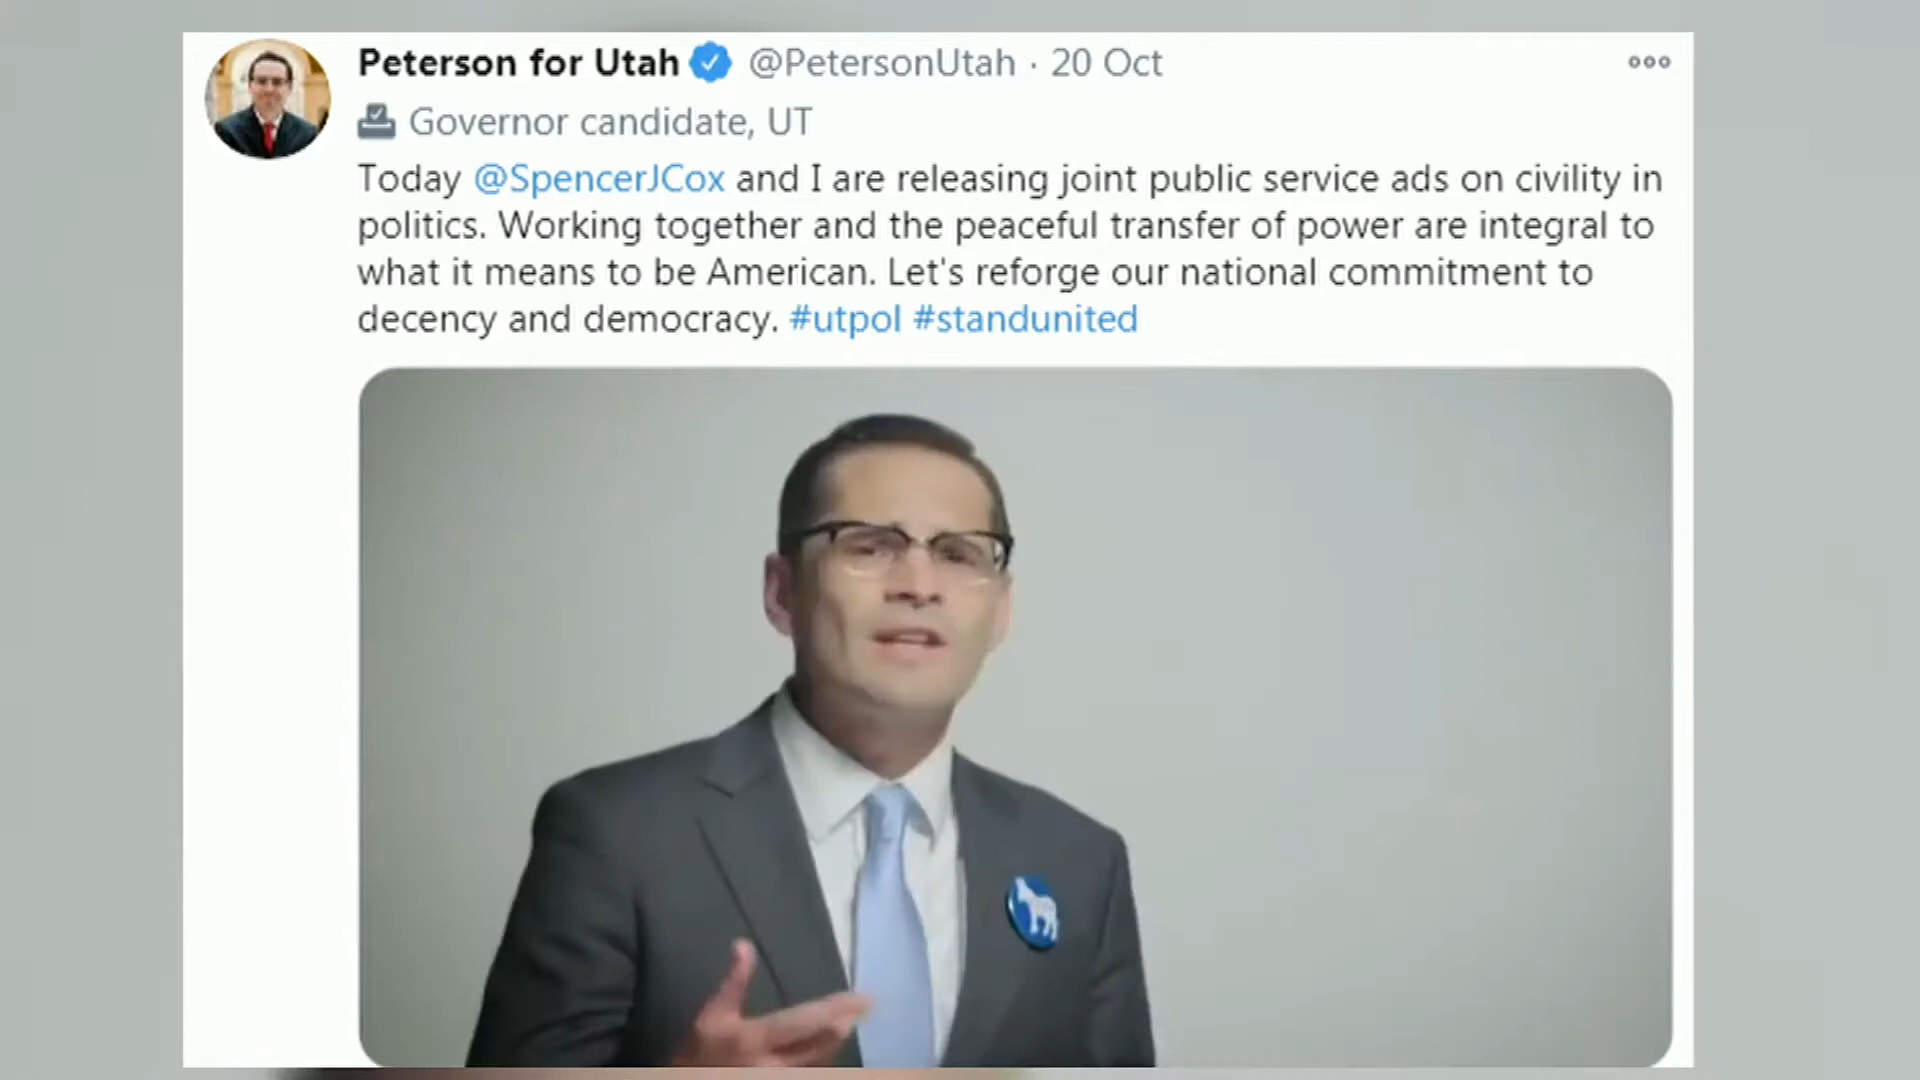 Peterson for Utah @PetersonUtah · 20 Oct
Governor candidate, UT
Today @SpencerJCox and I are releasing joint public service ads on civility in
politics. Working together and the peaceful transfer of power are integral to
what it means to be American. Let's reforge our national commitment to
decency and democracy. #utpol #standunited